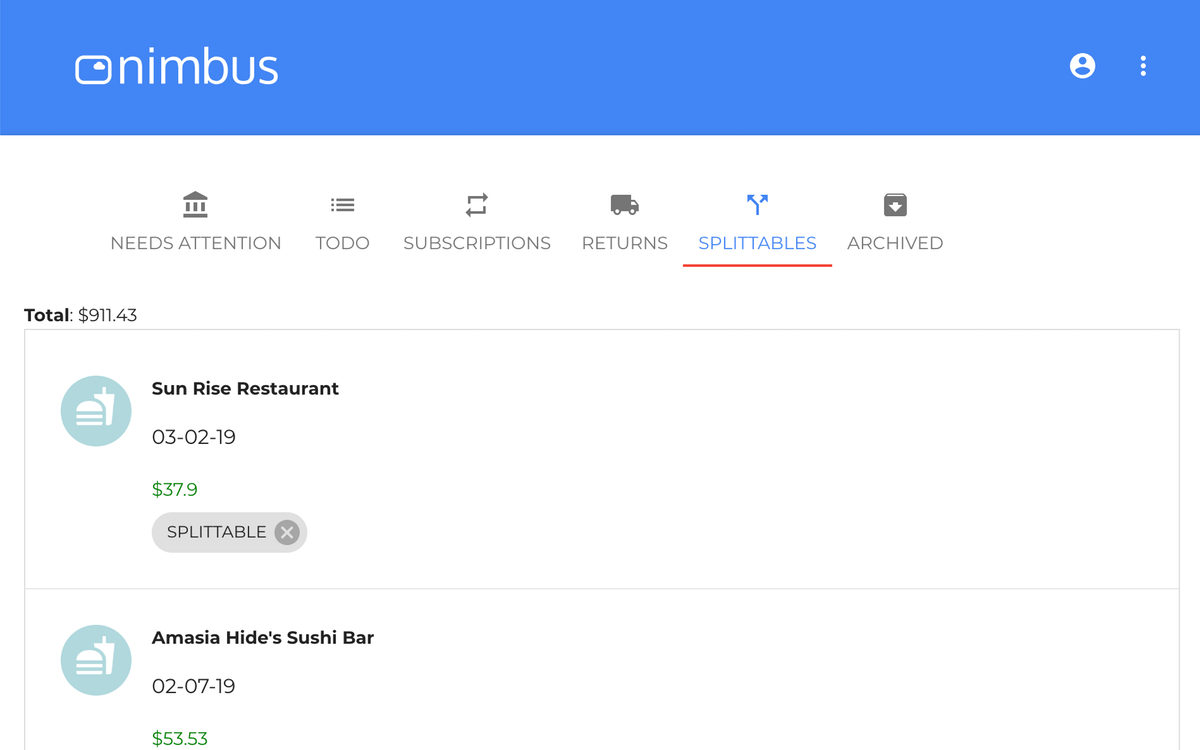 nimbus
NEEDS ATTENTION TODO SUBSCRIPTIONS RETURNS SPLITTABLES ARCHIVED
Total: $911.43
Sun Rise Restaurant
03-02-19
$37.9
SPLITTABLE
Amasia Hide's Sushi Bar
02-07-19
$53.53